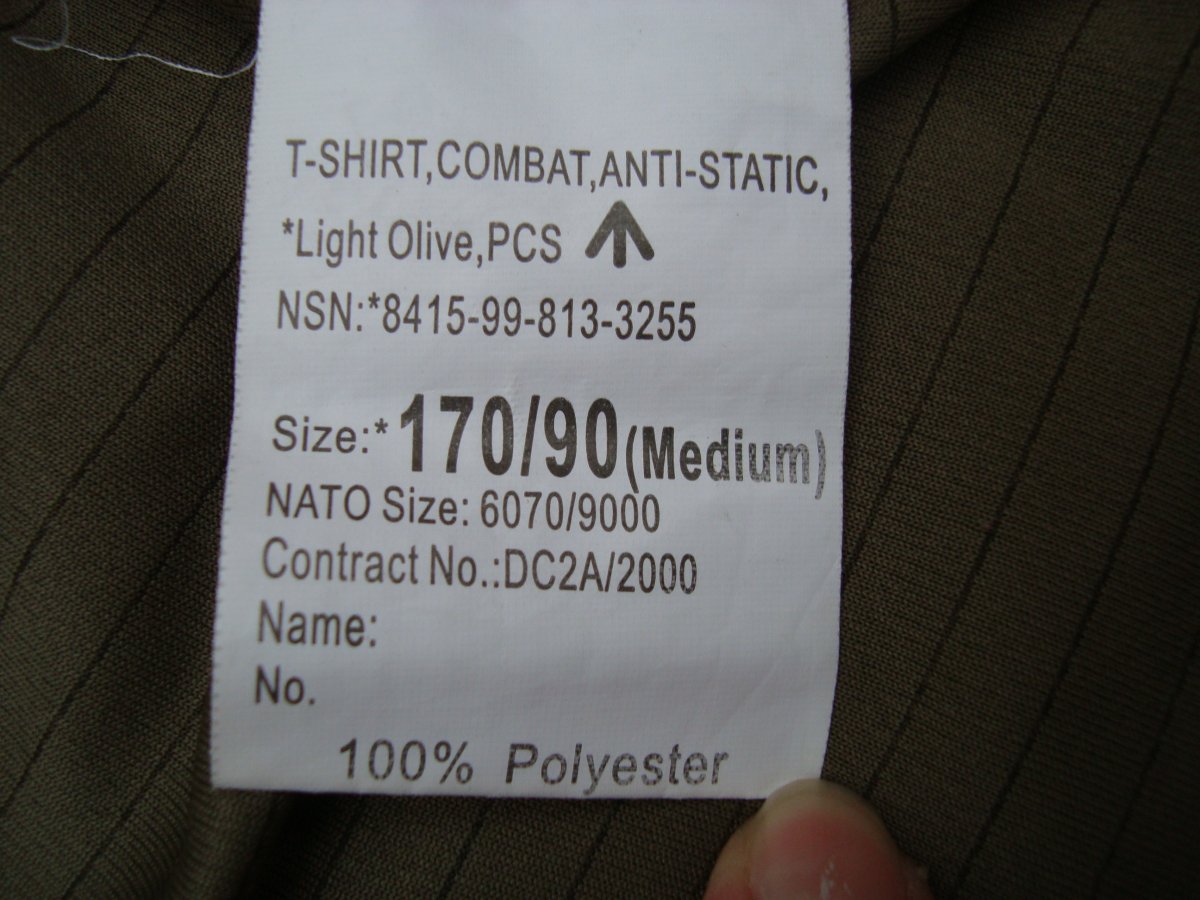 T-SHIRT,COMBAT,ANTI-STATIC,
*Light Olive,PCS
NSN:*8415-99-813-3255
Size:*170/90(Medium)
NATO Size: 6070/9000
Contract No.:DC2A/2000
Name:
No.
100% Polyester